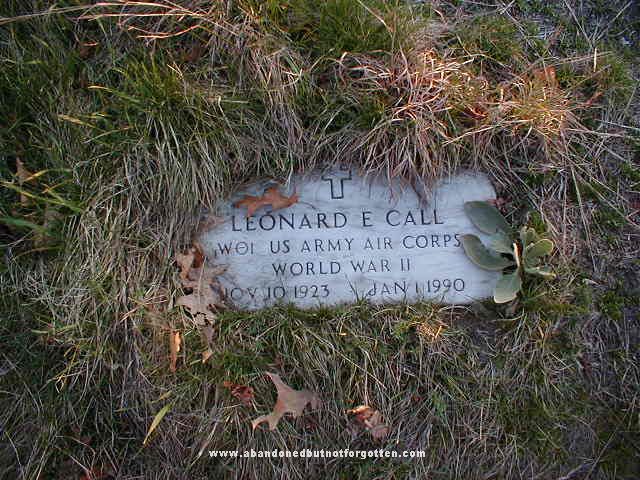 LEONARD E CALL
WO1 US ARMY AIR CORPS
WORLD WAR II
NOV 10 1923 JAN 1 1990
www.abandonedbutnotforgotten.com